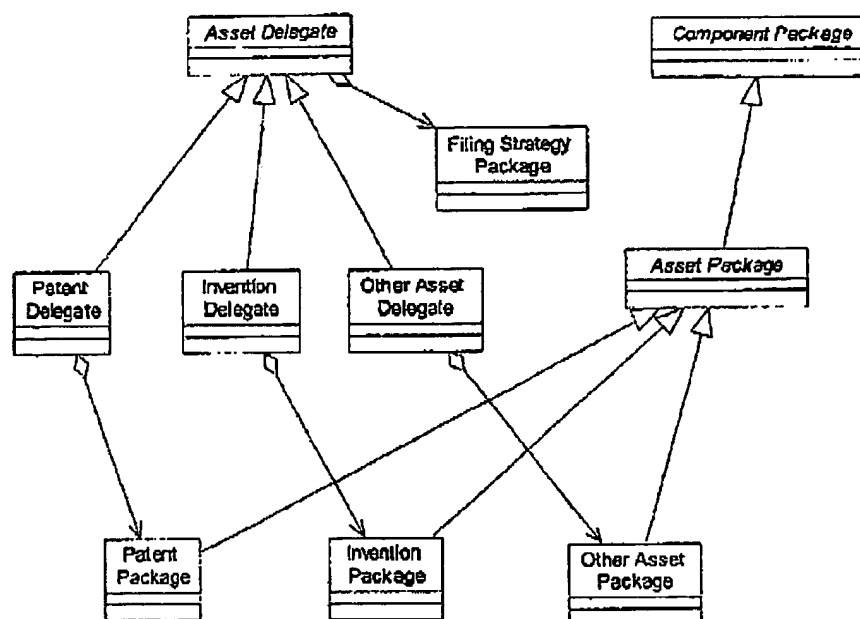 Asset Delegate
Component Package
Filing Strategy
Package
Asset Package
Patent
Delegate
Invention
Delegate
Other Asset
Delegate
Patent
Package
Invention
Package
Other Asset
Package